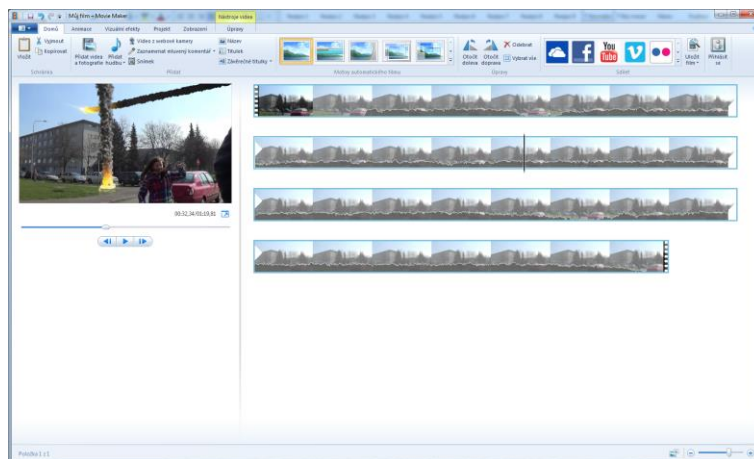 Můj film - Movie Maker
Nástroje videa
Domů Animace Vizuální efekty Projekt Zobrazení Úpravy
Vložit
Vyjmout
Kopírovat
Schránka
Přidat videa
a fotografie
Přidat
hudbu
Video z webové kamery
Zaznamenat mluvený komentář
Snímek
Název
Titulek
Závěrečné titulky
Přidat
Motivy automatického filmu
Otočit
doleva
Otočit
doprava
Odebrat
Vybrat vše
Úpravy
You
Tube
Sdílet
Uložit
film
Přihlásit
se
00:32,34/01:19,81
Položka 1 z 1